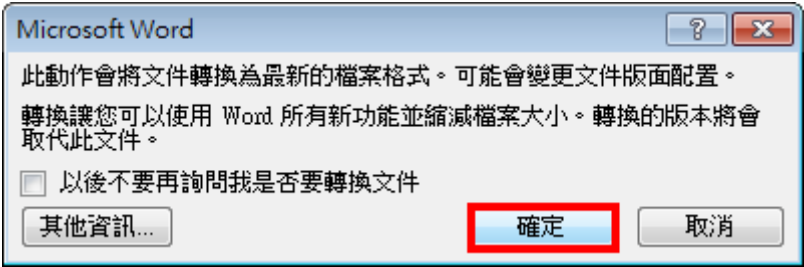 Microsoft Word
此動作會將文件轉換為最新的檔案格式。可能會變更文件版面配置。
轉換讓您可以使用 Word 所有新功能並縮減檔案大小。轉換的版本將會
取代此文件。
以後不要再詢問我是否要轉換文件
其他資訊... 確定 取消